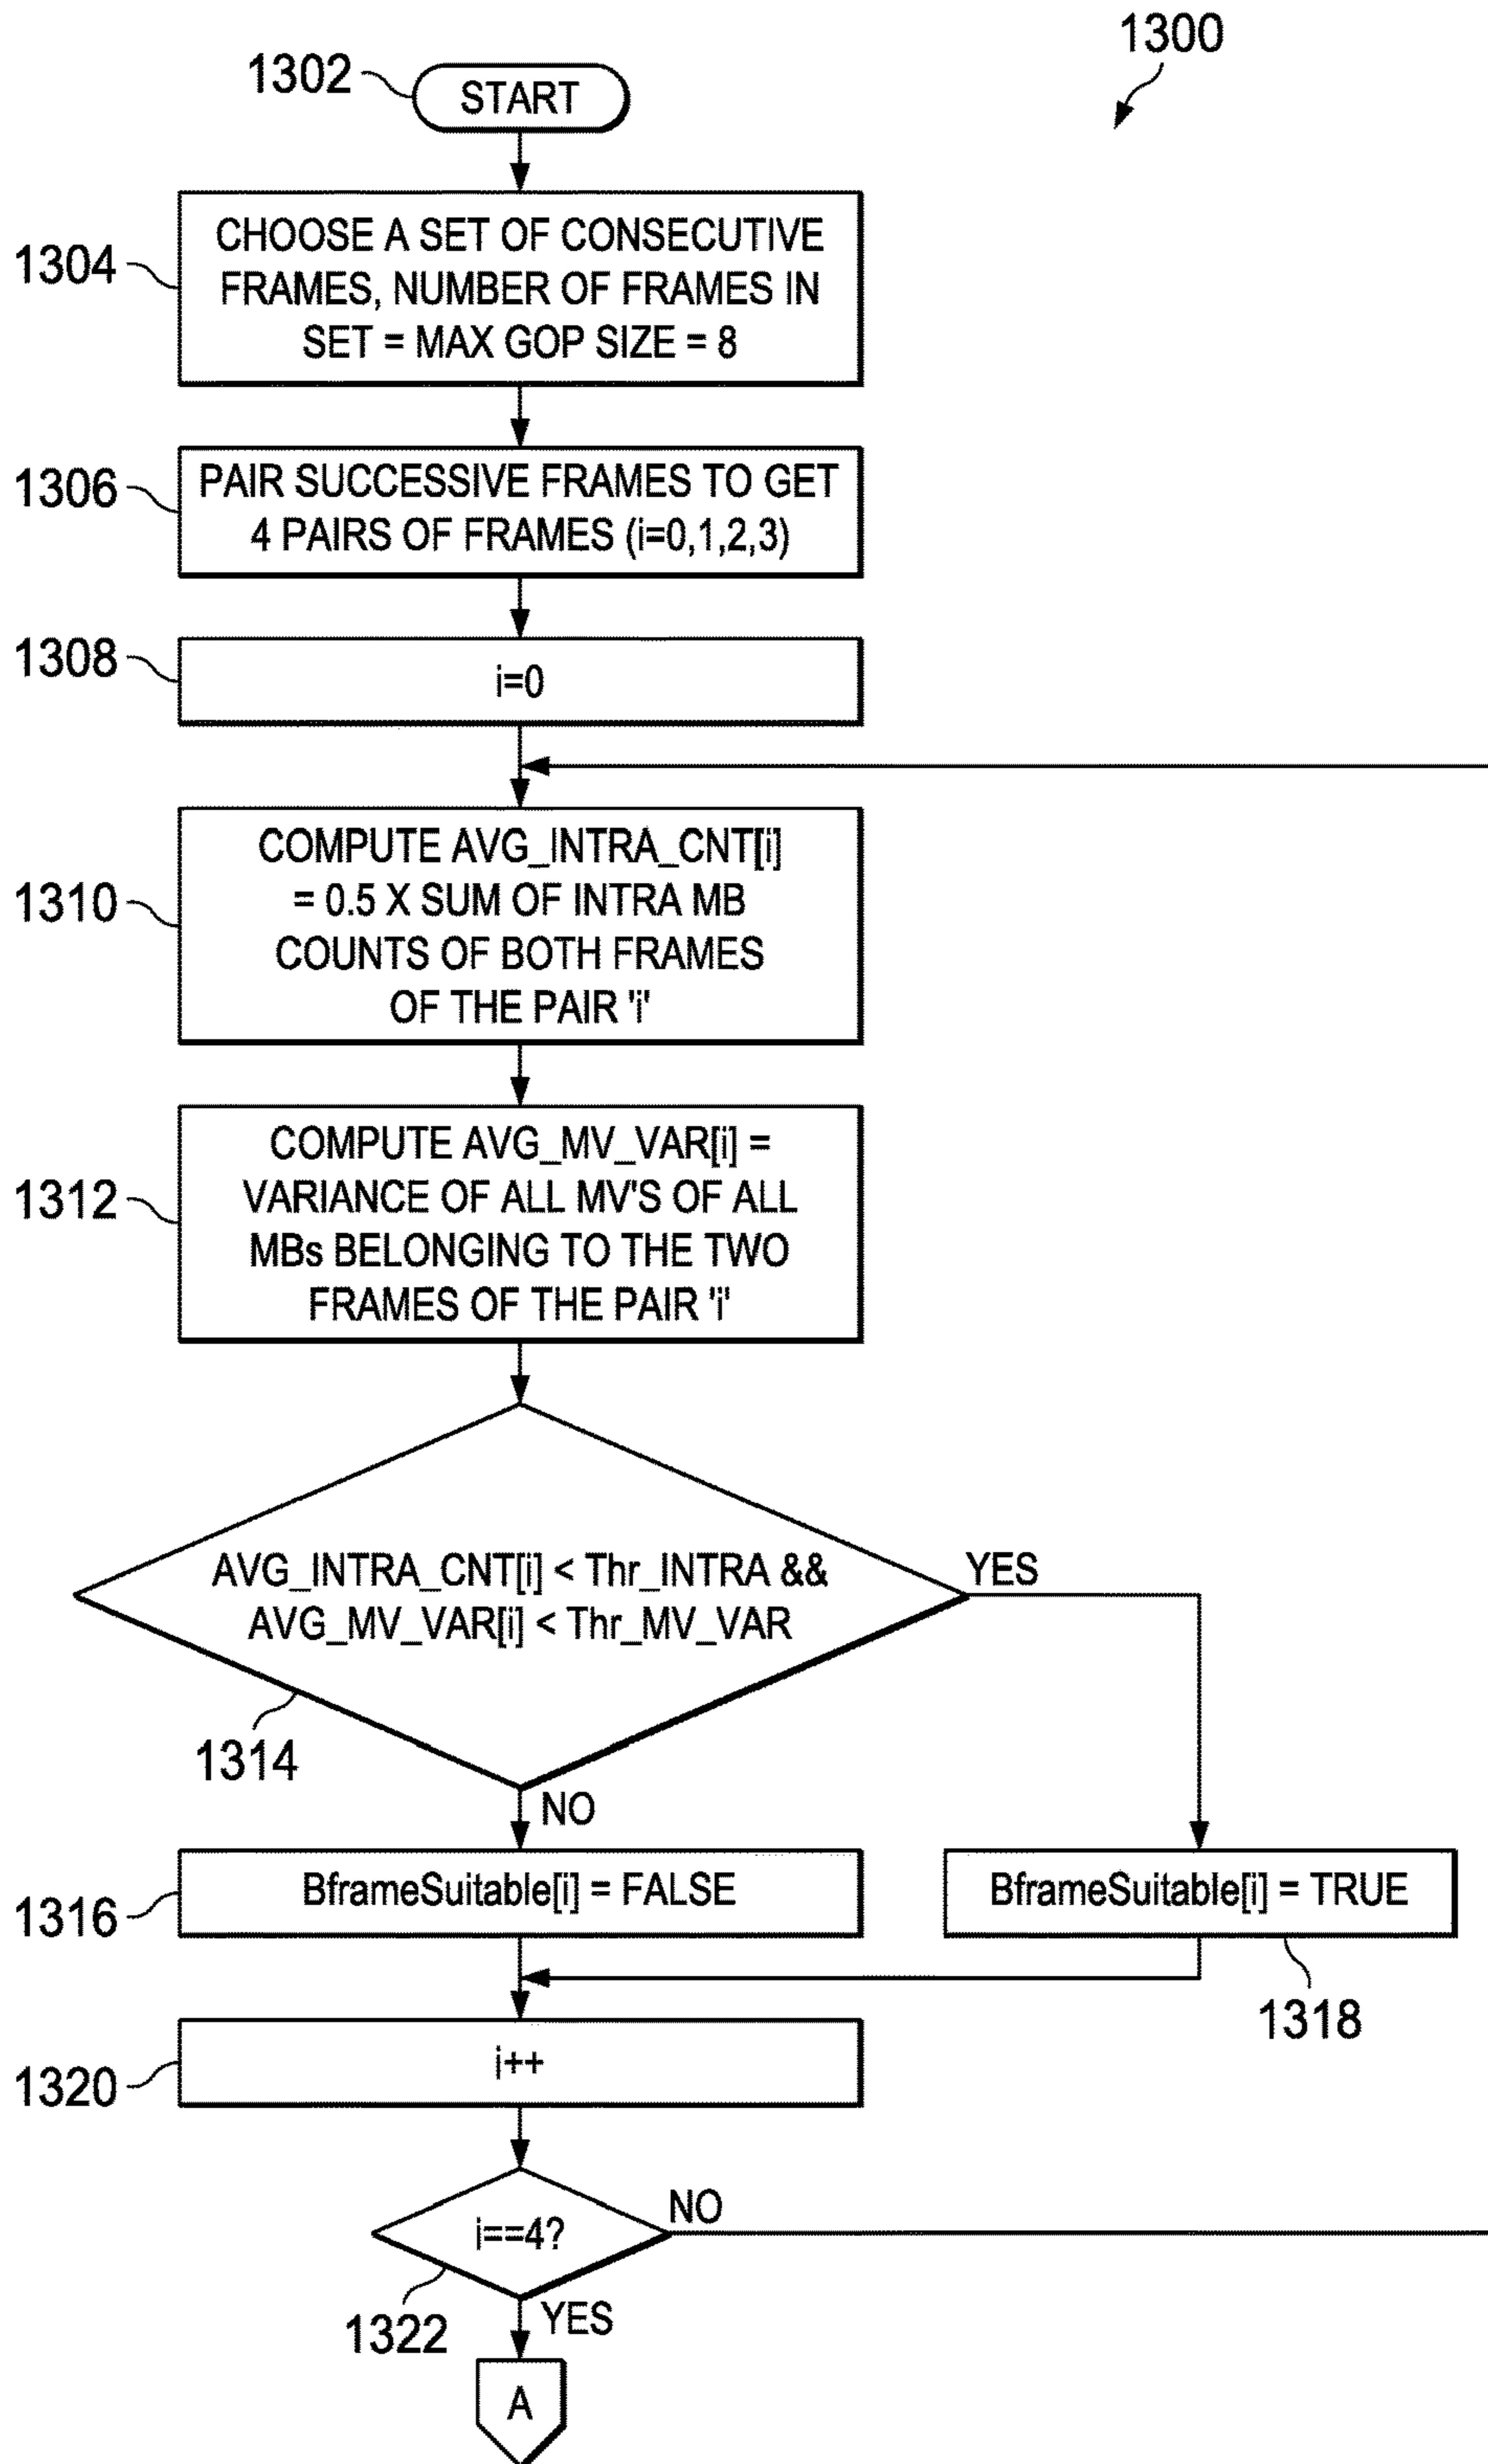 1300
1302
START
1304
CHOOSE A SET OF CONSECUTIVE
FRAMES, NUMBER OF FRAMES IN
SET = MAX GOP SIZE = 8
1306
PAIR SUCCESSIVE FRAMES TO GET
4 PAIRS OF FRAMES (i=0,1,2,3)
1308
i=0
1310
COMPUTE AVG_INTRA_CNT[i]
= 0.5 X SUM OF INTRA MB
COUNTS OF BOTH FRAMES
OF THE PAIR 'i'
1312
COMPUTE AVG_MV_VAR[i] =
VARIANCE OF ALL MV'S OF ALL
MBs BELONGING TO THE TWO
FRAMES OF THE PAIR 'i'
AVG_INTRA_CNT[i] < Thr_INTRA &&
AVG_MV_VAR[i] < Thr_MV_VAR
YES
1314
NO
1316
BframeSuitable[i] = FALSE
BframeSuitable[i] = TRUE
1318
1320
i++
i==4?
NO
1322
YES
A